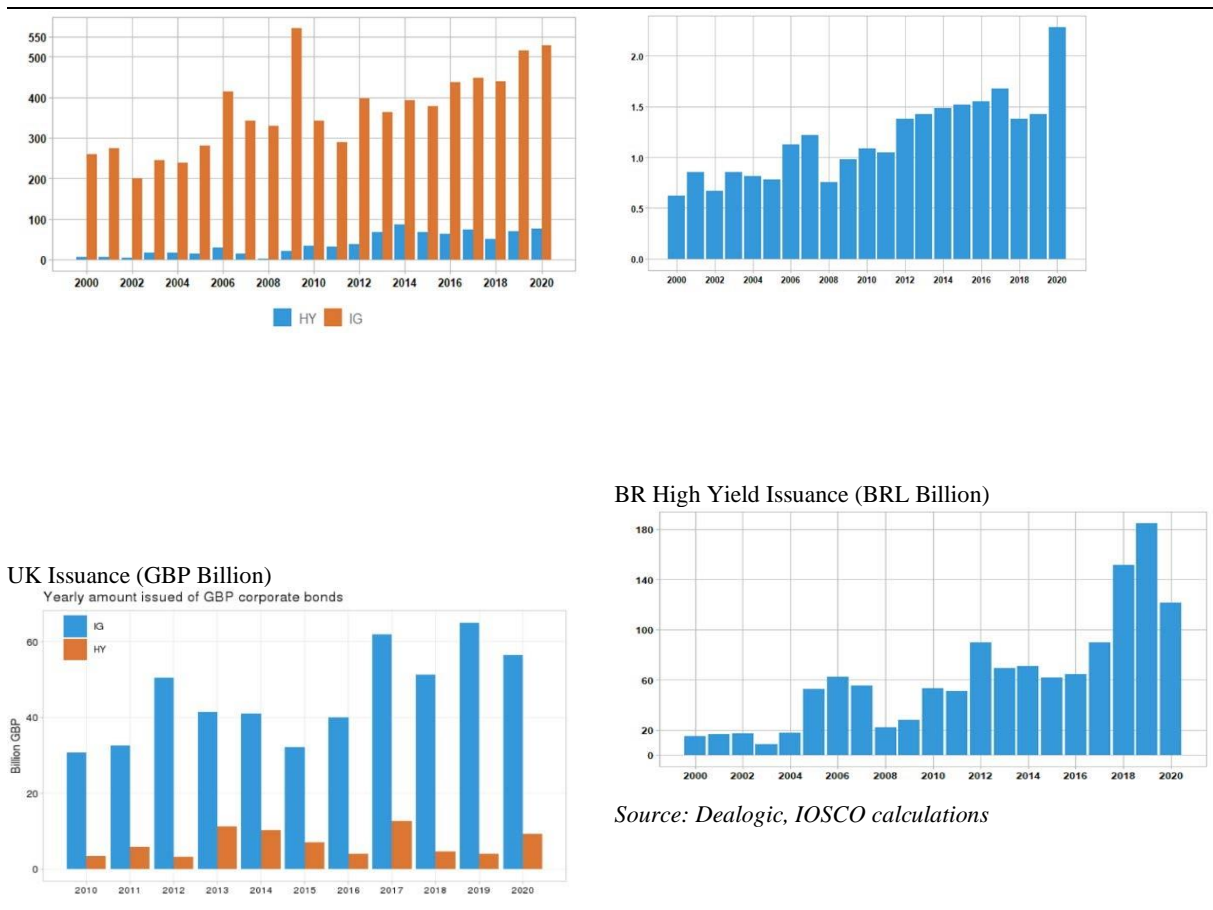 550
500
400
300
200
100
0
2000 2002 2004 2006 2008 2010 2012 2014 2016 2018 2020
HY IG
2.0
1.5
1.0
0.5
0.0
2000 2002 2004 2006 2008 2010 2012 2014 2016 2018 2020
UK Issuance (GBP Billion)
Yearly amount issued of GBP corporate bonds
IG
HY
Billion GBP
60
40
20
0
2010 2011 2012 2013 2014 2015 2016 2017 2018 2019 2020
BR High Yield Issuance (BRL Billion)
180
140
100
60
20
0
2000 2002 2004 2006 2008 2010 2012 2014 2016 2018 2020
Source: Dealogic, IOSCO calculations